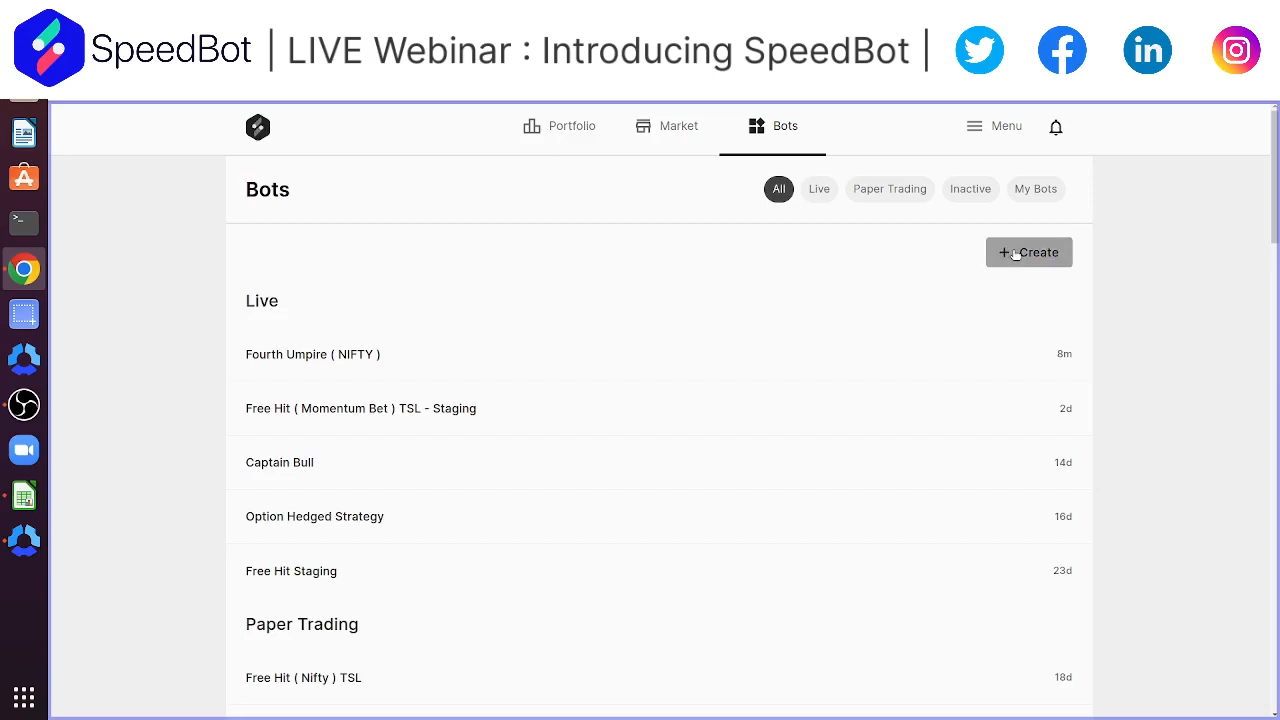 SpeedBot | LIVE Webinar : Introducing SpeedBot |
Portfolio Market Bots Menu
Bots All Live Paper Trading Inactive My Bots
+ Create
Live
Fourth Umpire ( NIFTY ) 8m
Free Hit ( Momentum Bet ) TSL - Staging 2d
Captain Bull 14d
Option Hedged Strategy 16d
Free Hit Staging 23d
Paper Trading
Free Hit ( Nifty ) TSL 18d